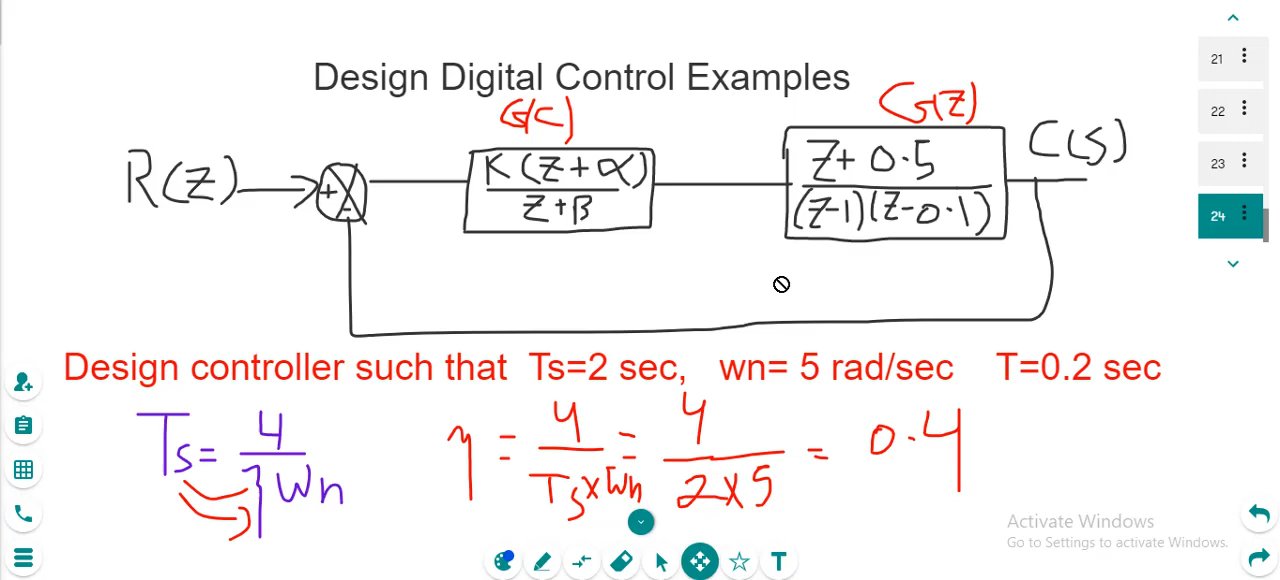 Design Digital Control Examples
G(C)
G(Z)
R(Z)
+
-
K(Z+α)
Z+β
Z+0.5
(Z-1)(Z-0.1)
C(S)
Design controller such that Ts=2 sec, wn= 5 rad/sec T=0.2 sec
Ts = 4 / ξ Wn
η = 4 / Ts×Wn = 4 / 2×5 = 0.4
21
22
23
24
T
Activate Windows
Go to Settings to activate Windows.